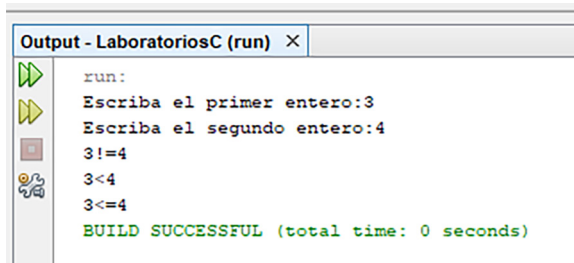 Output - LaboratoriosC (run) ×
run:
Escriba el primer entero:3
Escriba el segundo entero:4
3!=4
3<4
3<=4
BUILD SUCCESSFUL (total time: 0 seconds)